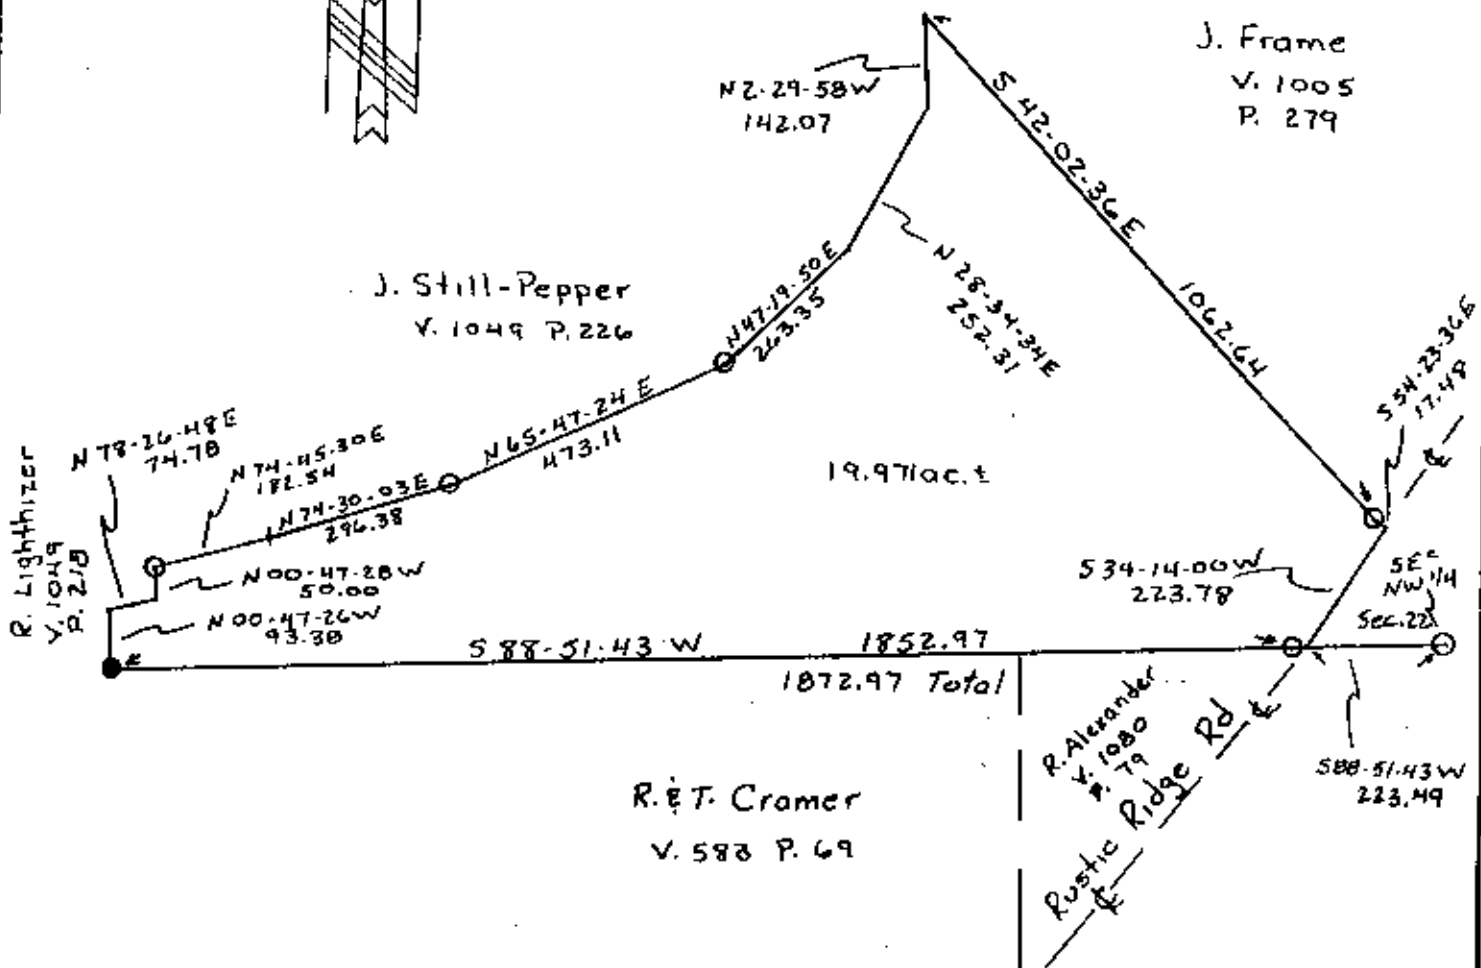 J. Frame
V. 1005
P. 279
N 2-29-58 W
142.07
S 42-02-36 E
1062.64
N 28-34-34 E
252.31
N 47-19-50 E
263.35
J. Still-Pepper
V. 1049 P. 226
N 65-47-24 E
473.11
S 54-23-36 E
17.48
N 78-26-48 E
74.78
N 74-45-30 E
182.54
N 74-30-03 E
296.38
R. Lighthizer
V. 1049
P. 218
19.971 ac. ±
N 00-47-28 W
50.00
N 00-47-26 W
93.38
S 34-14-00 W
223.78
SE c
NW 1/4
Sec. 22
S 88-51-43 W 1852.97
1872.97 Total
R. Alexander
V. 1080
P. 79
Rustic Ridge Rd
S 88-51-43 W
223.49
R. & T. Cramer
V. 583 P. 69